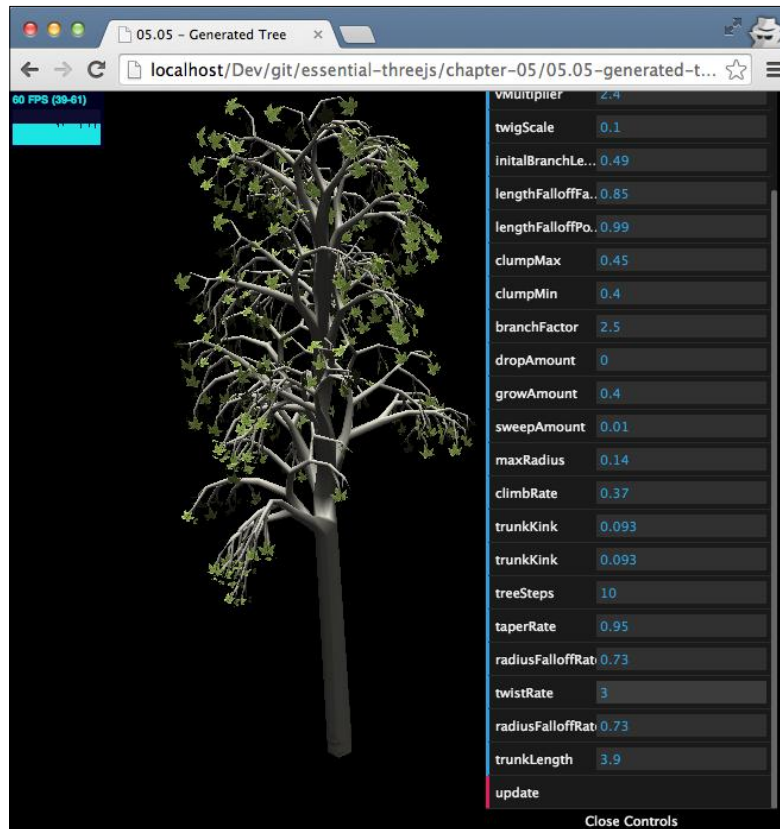 05.05 – Generated Tree
localhost/Dev/git/essential-threejs/chapter-05/05.05-generated-t...
60 FPS (39-61)
vMultiplier 2.4
twigScale 0.1
initalBranchLe... 0.49
lengthFalloffFa.. 0.85
lengthFalloffPo.. 0.99
clumpMax 0.45
clumpMin 0.4
branchFactor 2.5
dropAmount 0
growAmount 0.4
sweepAmount 0.01
maxRadius 0.14
climbRate 0.37
trunkKink 0.093
trunkKink 0.093
treeSteps 10
taperRate 0.95
radiusFalloffRat 0.73
twistRate 3
radiusFalloffRat 0.73
trunkLength 3.9
update
Close Controls